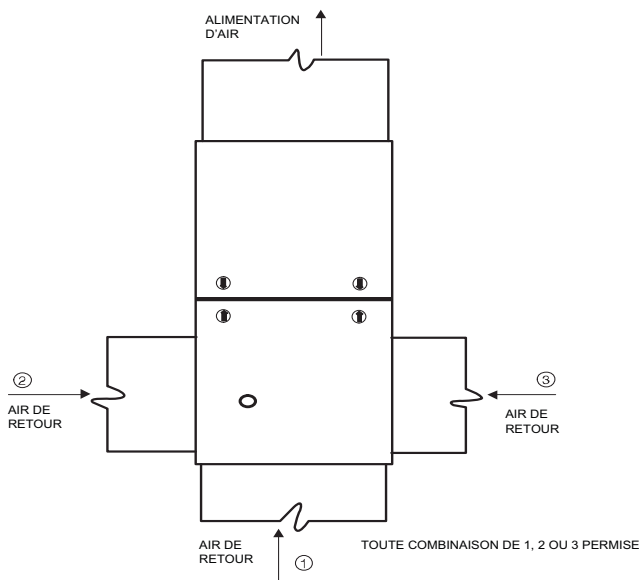 ALIMENTATION
D'AIR
②
AIR DE
RETOUR
③
AIR DE
RETOUR
AIR DE
RETOUR
①
TOUTE COMBINAISON DE 1, 2 OU 3 PERMISE